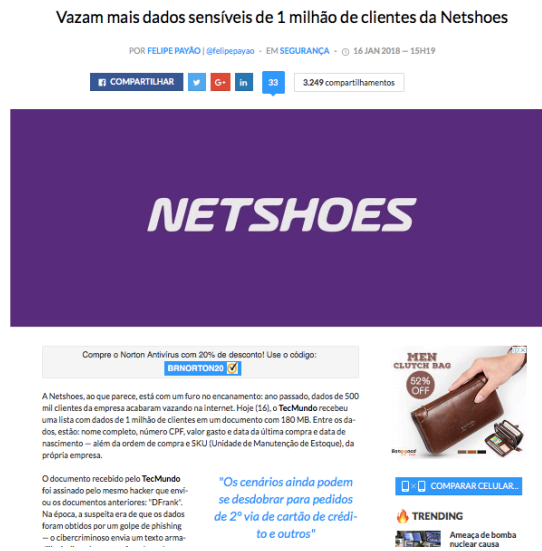 Vazam mais dados sensíveis de 1 milhão de clientes da Netshoes
POR FELIPE PAYÃO | @felipepayao - EM SEGURANÇA - 16 JAN 2018 — 15H19
COMPARTILHAR
33
3.249 compartilhamentos
NETSHOES
Compre o Norton Antivírus com 20% de desconto! Use o código:
BRNORTON20
A Netshoes, ao que parece, está com um furo no encanamento: ano passado, dados de 500
mil clientes da empresa acabaram vazando na internet. Hoje (16), o TecMundo recebeu
uma lista com dados de 1 milhão de clientes em um documento com 180 MB. Entre os da-
dos, estão: nome completo, número CPF, valor gasto e data da última compra e data de
nascimento — além da ordem de compra e SKU (Unidade de Manutenção de Estoque), da
própria empresa.
O documento recebido pelo TecMundo
foi assinado pelo mesmo hacker que envi-
ou os documentos anteriores: "DFrank".
Na época, a suspeita era de que os dados
foram obtidos por um golpe de phishing
— o cibercriminoso envia um texto arma-
"Os cenários ainda podem
se desdobrar para pedidos
de 2ª via de cartão de crédi-
to e outros"
MEN
CLUTCH BAG
52%
OFF
COMPARAR CELULAR...
TRENDING
Ameaça de bomba
nuclear causa